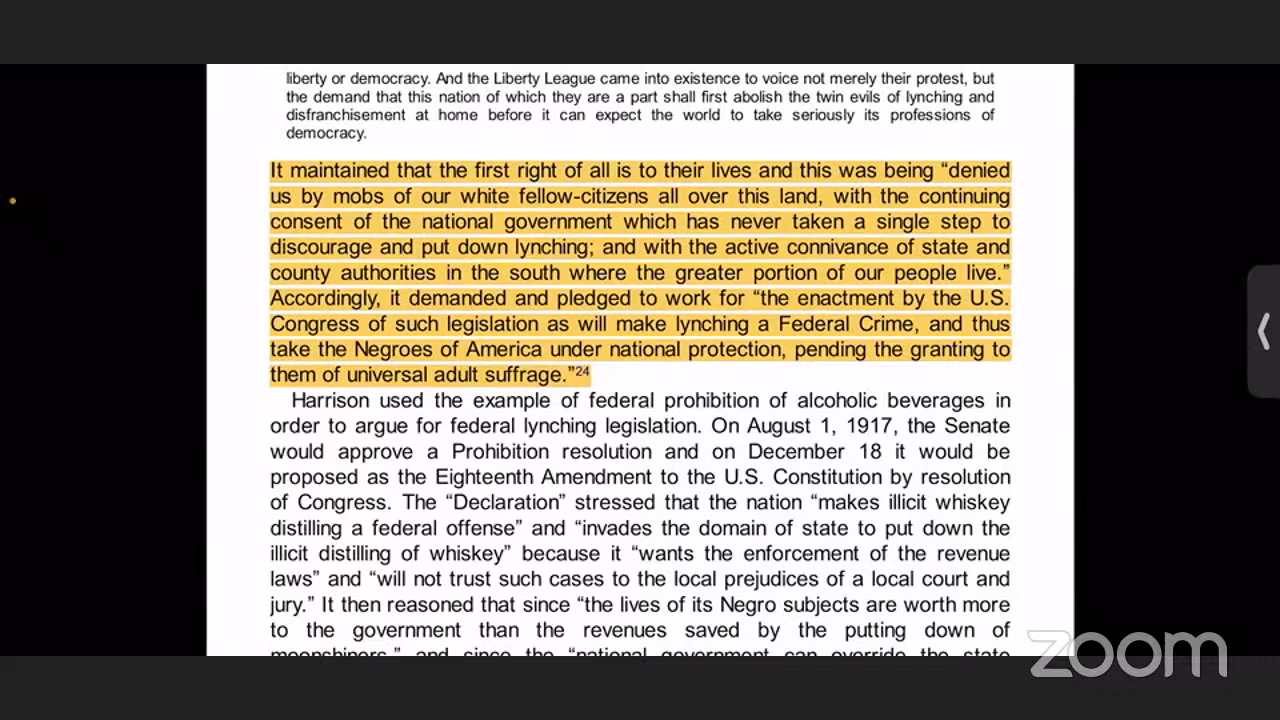 liberty or democracy. And the Liberty League came into existence to voice not merely their protest, but
the demand that this nation of which they are a part shall first abolish the twin evils of lynching and
disfranchisement at home before it can expect the world to take seriously its professions of
democracy.
It maintained that the first right of all is to their lives and this was being “denied
us by mobs of our white fellow-citizens all over this land, with the continuing
consent of the national government which has never taken a single step to
discourage and put down lynching; and with the active connivance of state and
county authorities in the south where the greater portion of our people live.”
Accordingly, it demanded and pledged to work for “the enactment by the U.S.
Congress of such legislation as will make lynching a Federal Crime, and thus
take the Negroes of America under national protection, pending the granting to
them of universal adult suffrage.”24
Harrison used the example of federal prohibition of alcoholic beverages in
order to argue for federal lynching legislation. On August 1, 1917, the Senate
would approve a Prohibition resolution and on December 18 it would be
proposed as the Eighteenth Amendment to the U.S. Constitution by resolution
of Congress. The “Declaration” stressed that the nation “makes illicit whiskey
distilling a federal offense” and “invades the domain of state to put down the
illicit distilling of whiskey” because it “wants the enforcement of the revenue
laws” and “will not trust such cases to the local prejudices of a local court and
jury.” It then reasoned that since “the lives of its Negro subjects are worth more
to the government than the revenues saved by the putting down of
moonshiners,” and since the “national government can override the state
zoom